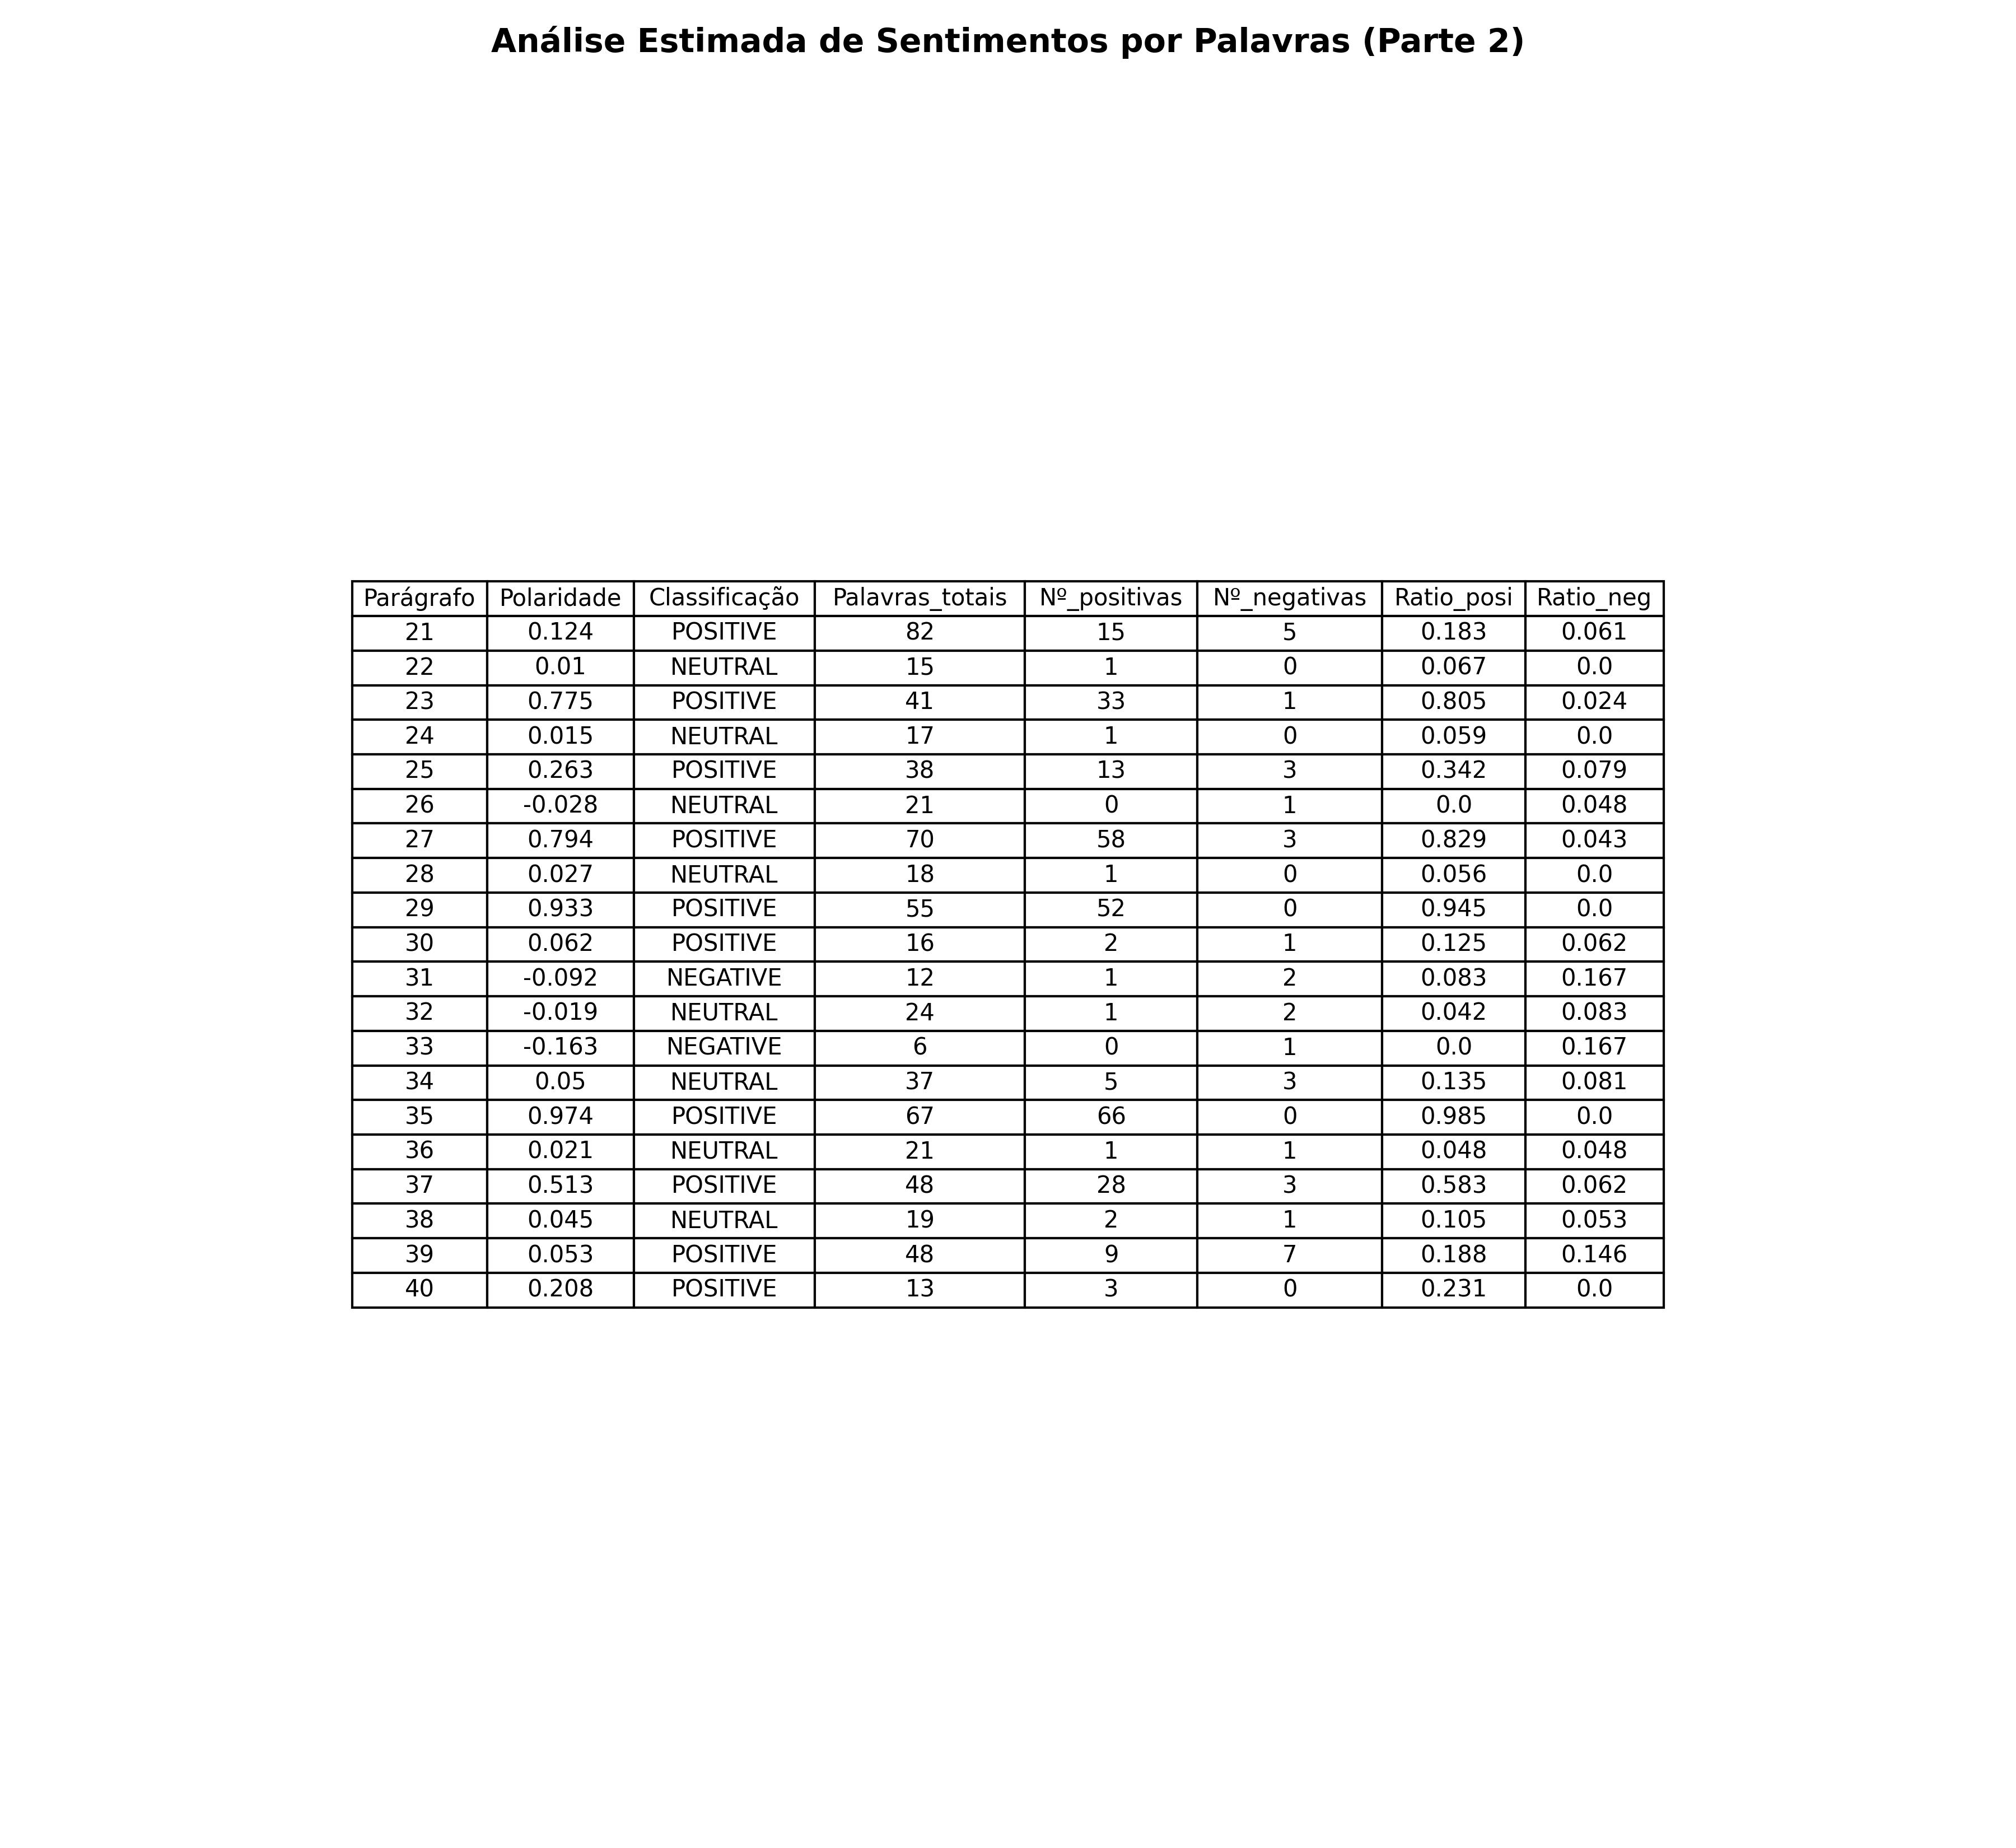 Análise Estimada de Sentimentos por Palavras (Parte 2)
Parágrafo Polaridade Classificação Palavras_totais Nº_positivas Nº_negativas Ratio_posi Ratio_neg
21 0.124 POSITIVE 82 15 5 0.183 0.061
22 0.01 NEUTRAL 15 1 0 0.067 0.0
23 0.775 POSITIVE 41 33 1 0.805 0.024
24 0.015 NEUTRAL 17 1 0 0.059 0.0
25 0.263 POSITIVE 38 13 3 0.342 0.079
26 -0.028 NEUTRAL 21 0 1 0.0 0.048
27 0.794 POSITIVE 70 58 3 0.829 0.043
28 0.027 NEUTRAL 18 1 0 0.056 0.0
29 0.933 POSITIVE 55 52 0 0.945 0.0
30 0.062 POSITIVE 16 2 1 0.125 0.062
31 -0.092 NEGATIVE 12 1 2 0.083 0.167
32 -0.019 NEUTRAL 24 1 2 0.042 0.083
33 -0.163 NEGATIVE 6 0 1 0.0 0.167
34 0.05 NEUTRAL 37 5 3 0.135 0.081
35 0.974 POSITIVE 67 66 0 0.985 0.0
36 0.021 NEUTRAL 21 1 1 0.048 0.048
37 0.513 POSITIVE 48 28 3 0.583 0.062
38 0.045 NEUTRAL 19 2 1 0.105 0.053
39 0.053 POSITIVE 48 9 7 0.188 0.146
40 0.208 POSITIVE 13 3 0 0.231 0.0